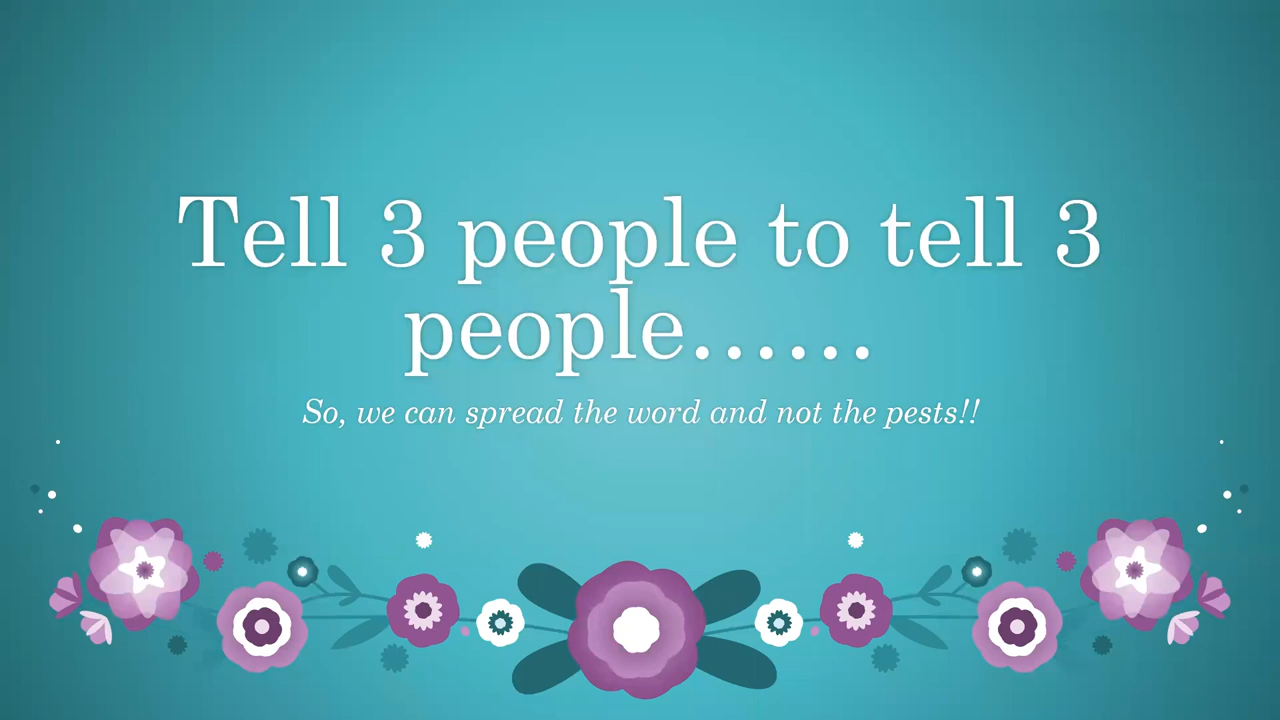 Tell 3 people to tell 3
people......
So, we can spread the word and not the pests!!